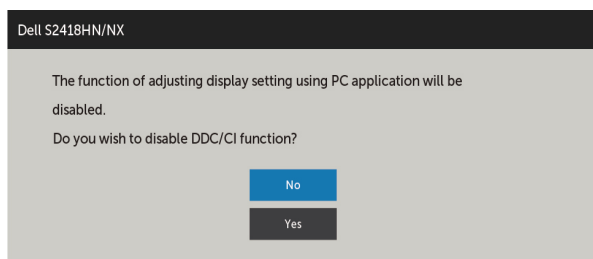 Dell S2418HN/NX
The function of adjusting display setting using PC application will be
disabled.
Do you wish to disable DDC/CI function?
No
Yes